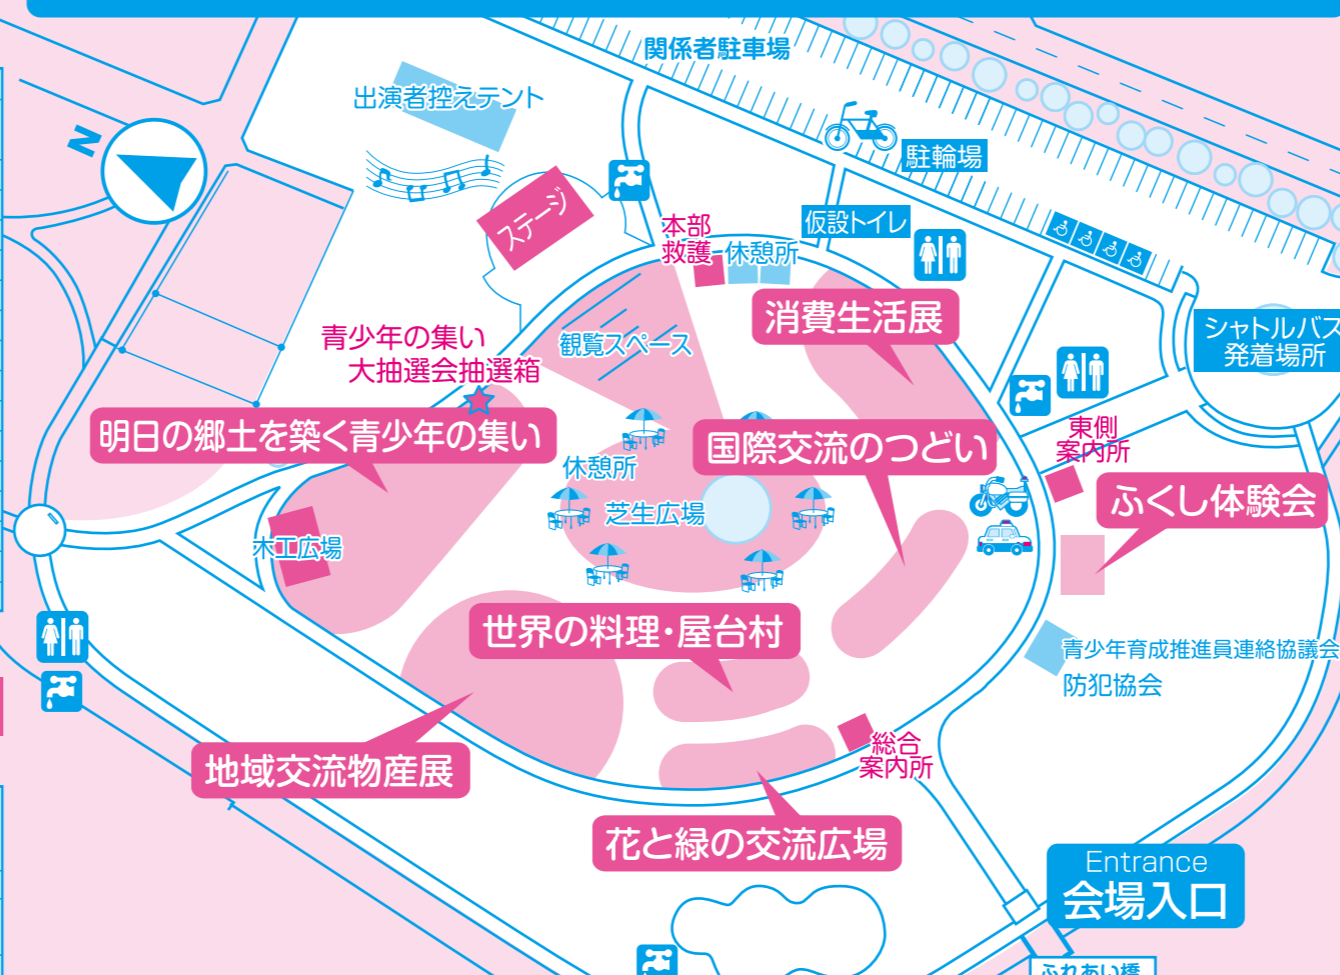 関係者駐車場
出演者控えテント
N
駐輪場
ステージ
本部
救護
休憩所
仮設トイレ
消費生活展
シャトルバス
発着場所
観覧スペース
青少年の集い
大抽選会抽選箱
明日の郷土を築く青少年の集い
国際交流のつどい
東側
案内所
休憩所
芝生広場
ふくし体験会
木工広場
世界の料理・屋台村
青少年育成推進員連絡協議会
防犯協会
総合
案内所
地域交流物産展
花と緑の交流広場
Entrance
会場入口
ふれあい橋